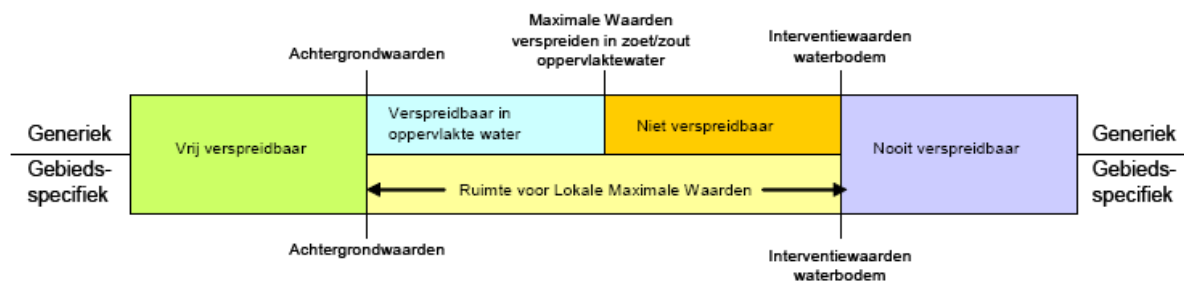 Maximale Waarden
verspreiden in zoet/zout
oppervlaktewater
Interventiewaarden
waterbodem
Achtergrondwaarden
Generiek
Vrij verspreidbaar
Verspreidbaar in
oppervlakte water
Niet verspreidbaar
Nooit verspreidbaar
Generiek
Gebieds-
specifiek
Ruimte voor Lokale Maximale Waarden
Gebieds-
specifiek
Achtergrondwaarden
Interventiewaarden
waterbodem